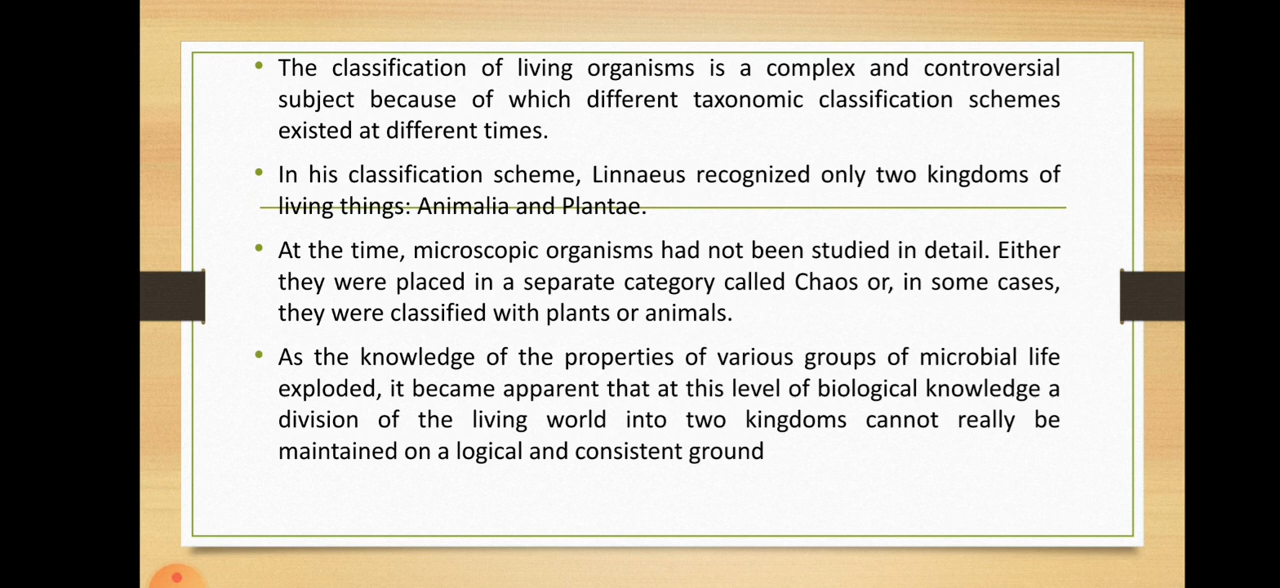 • The classification of living organisms is a complex and controversial
subject because of which different taxonomic classification schemes
existed at different times.
• In his classification scheme, Linnaeus recognized only two kingdoms of
living things: Animalia and Plantae.
• At the time, microscopic organisms had not been studied in detail. Either
they were placed in a separate category called Chaos or, in some cases,
they were classified with plants or animals.
• As the knowledge of the properties of various groups of microbial life
exploded, it became apparent that at this level of biological knowledge a
division of the living world into two kingdoms cannot really be
maintained on a logical and consistent ground